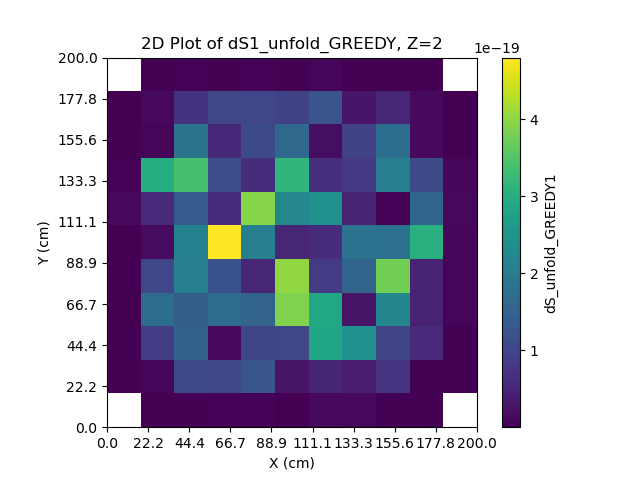 2D Plot of dS1_unfold_GREEDY, Z=2
1e−19
200.0
177.8
155.6
133.3
111.1
88.9
66.7
44.4
22.2
0.0
Y (cm)
0.0 22.2 44.4 66.7 88.9 111.1 133.3 155.6 177.8 200.0
X (cm)
4
3
2
1
dS_unfold_GREEDY1